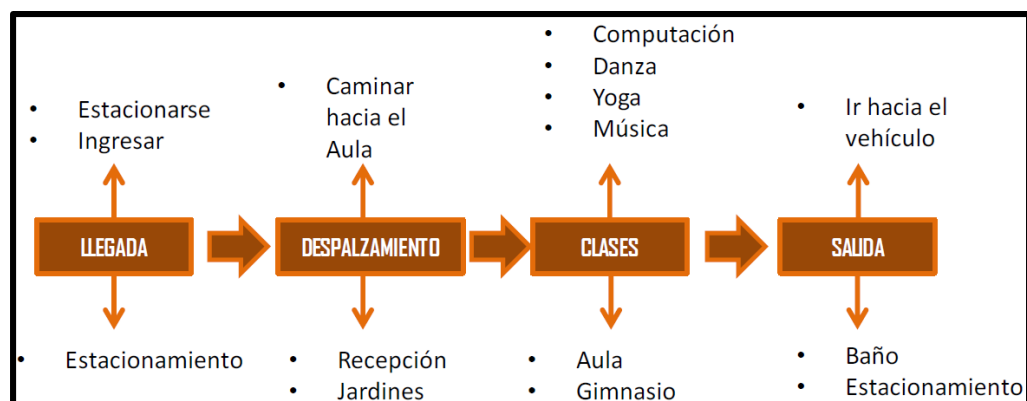 • Estacionarse
• Ingresar
• Caminar
hacia el
Aula
• Computación
• Danza
• Yoga
• Música
• Ir hacia el
vehículo
LLEGADA
DESPALZAMIENTO
CLASES
SALIDA
• Estacionamiento
• Recepción
• Jardines
• Aula
• Gimnasio
• Baño
• Estacionamiento